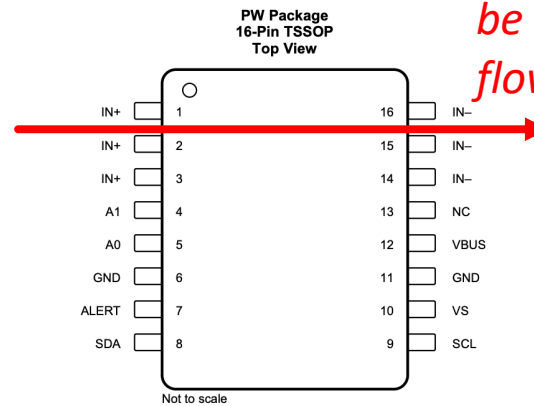 PW Package
16-Pin TSSOP
Top View
be
IN+ 1 16 IN–
IN+ 2 15 IN–
IN+ 3 14 IN–
A1 4 13 NC
A0 5 12 VBUS
GND 6 11 GND
ALERT 7 10 VS
SDA 8 9 SCL
Not to scale